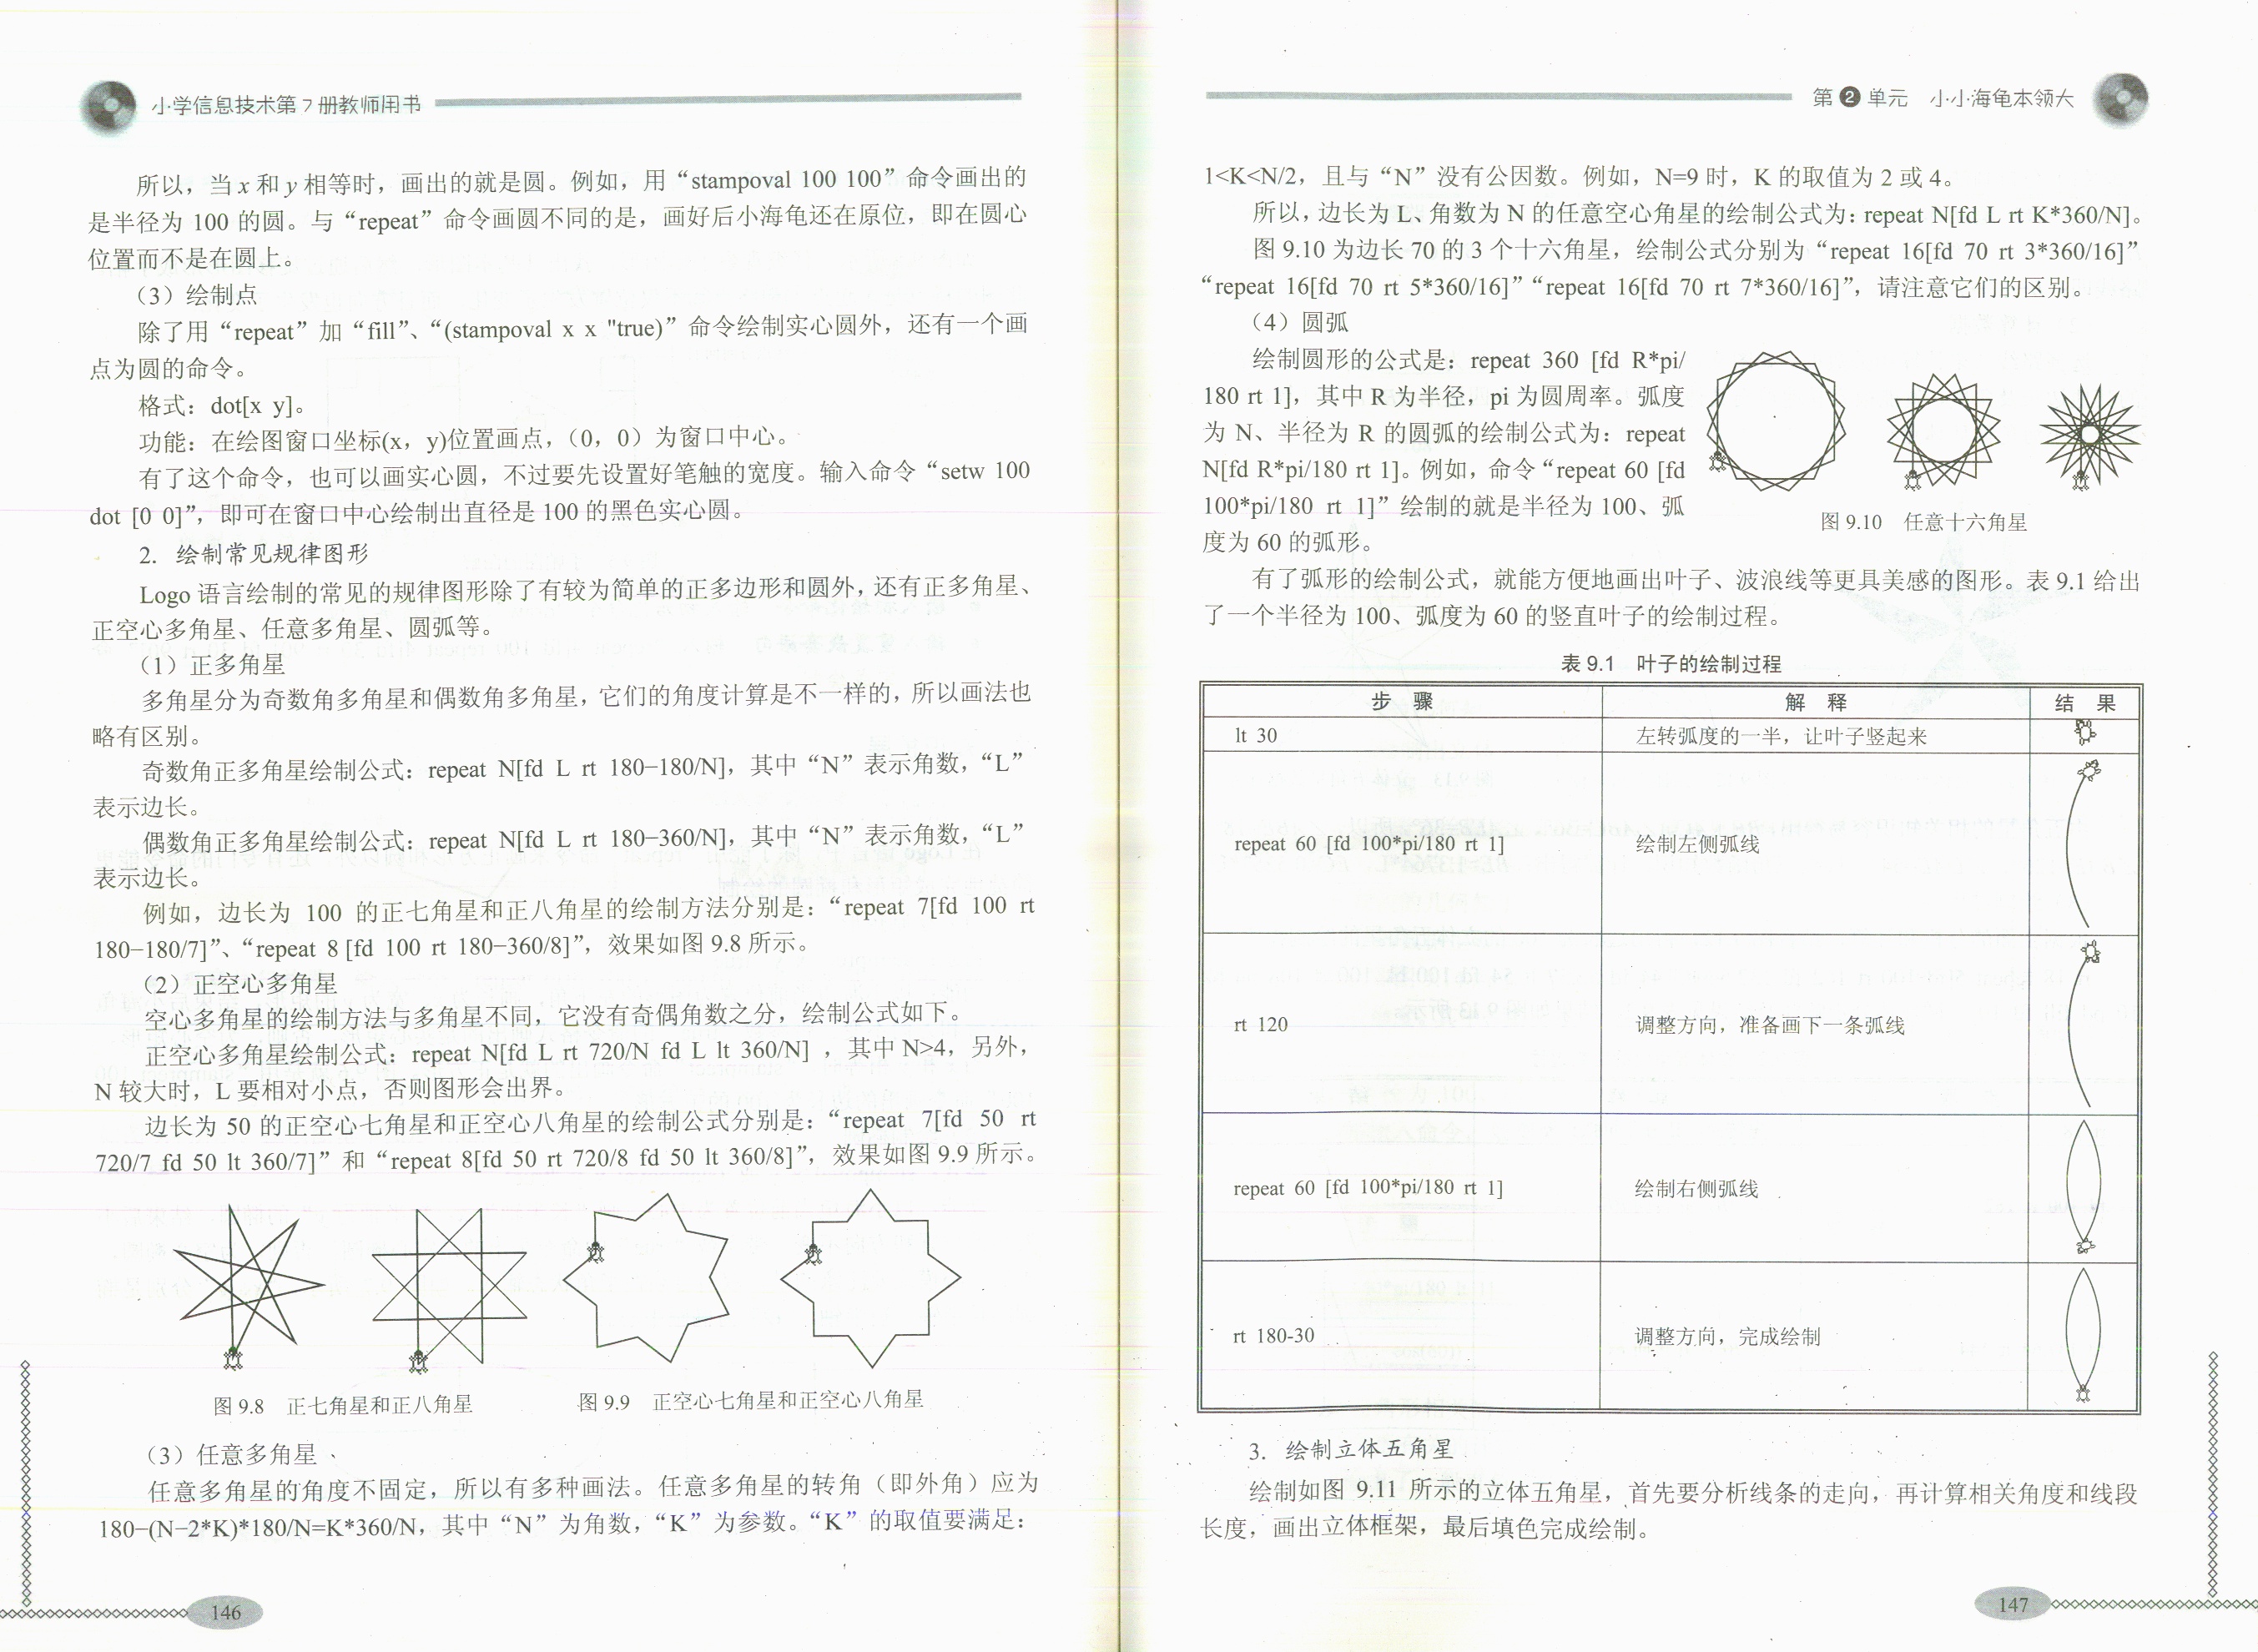 小学信息技术第7册教师用书
所以，当x和y相等时，画出的就是圆。例如，用“stampoval 100 100”命令画出的
是半径为 100 的圆。与“repeat”命令画圆不同的是，画好后小海龟还在原位，即在圆心
位置而不是在圆上。
（3）绘制点
除了用“repeat”加“fill”、“(stampoval x x "true)”命令绘制实心圆外，还有一个画
点为圆的命令。
格式：dot[x y]。
功能：在绘图窗口坐标(x，y)位置画点，（0，0）为窗口中心。
有了这个命令，也可以画实心圆，不过要先设置好笔触的宽度。输入命令“setw 100
dot [0 0]”，即可在窗口中心绘制出直径是 100 的黑色实心圆。
2. 绘制常见规律图形
Logo 语言绘制的常见的规律图形除了有较为简单的正多边形和圆外，还有正多角星、
正空心多角星、任意多角星、圆弧等。
（1）正多角星
多角星分为奇数角多角星和偶数角多角星，它们的角度计算是不一样的，所以画法也
略有区别。
奇数角正多角星绘制公式：repeat N[fd L rt 180−180/N]，其中“N”表示角数，“L”
表示边长。
偶数角正多角星绘制公式：repeat N[fd L rt 180−360/N]，其中“N”表示角数，“L”
表示边长。
例如，边长为 100 的正七角星和正八角星的绘制方法分别是：“repeat 7[fd 100 rt
180−180/7]”、“repeat 8 [fd 100 rt 180−360/8]”，效果如图 9.8 所示。
（2）正空心多角星
空心多角星的绘制方法与多角星不同，它没有奇偶角数之分，绘制公式如下。
正空心多角星绘制公式：repeat N[fd L rt 720/N fd L lt 360/N] ，其中 N>4，另外，
N 较大时，L 要相对小点，否则图形会出界。
边长为 50 的正空心七角星和正空心八角星的绘制公式分别是：“repeat 7[fd 50 rt
720/7 fd 50 lt 360/7]”和“repeat 8[fd 50 rt 720/8 fd 50 lt 360/8]”，效果如图 9.9 所示。
图 9.8 正七角星和正八角星
图 9.9 正空心七角星和正空心八角星
（3）任意多角星
任意多角星的角度不固定，所以有多种画法。任意多角星的转角（即外角）应为
180−(N−2*K)*180/N=K*360/N，其中“N”为角数，“K”为参数。“K”的取值要满足：
146
第2单元 小小海龟本领大
1<K<N/2，且与“N”没有公因数。例如，N=9 时，K 的取值为 2 或 4。
所以，边长为 L、角数为 N 的任意空心角星的绘制公式为：repeat N[fd L rt K*360/N]。
图 9.10 为边长 70 的 3 个十六角星，绘制公式分别为“repeat 16[fd 70 rt 3*360/16]”
“repeat 16[fd 70 rt 5*360/16]”“repeat 16[fd 70 rt 7*360/16]”，请注意它们的区别。
（4）圆弧
绘制圆形的公式是：repeat 360 [fd R*pi/
180 rt 1]，其中 R 为半径，pi 为圆周率。弧度
为 N、半径为 R 的圆弧的绘制公式为：repeat
N[fd R*pi/180 rt 1]。例如，命令“repeat 60 [fd
100*pi/180 rt 1]”绘制的就是半径为 100、弧
度为 60 的弧形。
图 9.10 任意十六角星
有了弧形的绘制公式，就能方便地画出叶子、波浪线等更具美感的图形。表 9.1 给出
了一个半径为 100、弧度为 60 的竖直叶子的绘制过程。
表 9.1 叶子的绘制过程
步 骤 解 释 结 果
lt 30 左转弧度的一半，让叶子竖起来
repeat 60 [fd 100*pi/180 rt 1] 绘制左侧弧线
rt 120 调整方向，准备画下一条弧线
repeat 60 [fd 100*pi/180 rt 1] 绘制右侧弧线
rt 180-30 调整方向，完成绘制
3. 绘制立体五角星
绘制如图 9.11 所示的立体五角星，首先要分析线条的走向，再计算相关角度和线段
长度，画出立体框架，最后填色完成绘制。
147